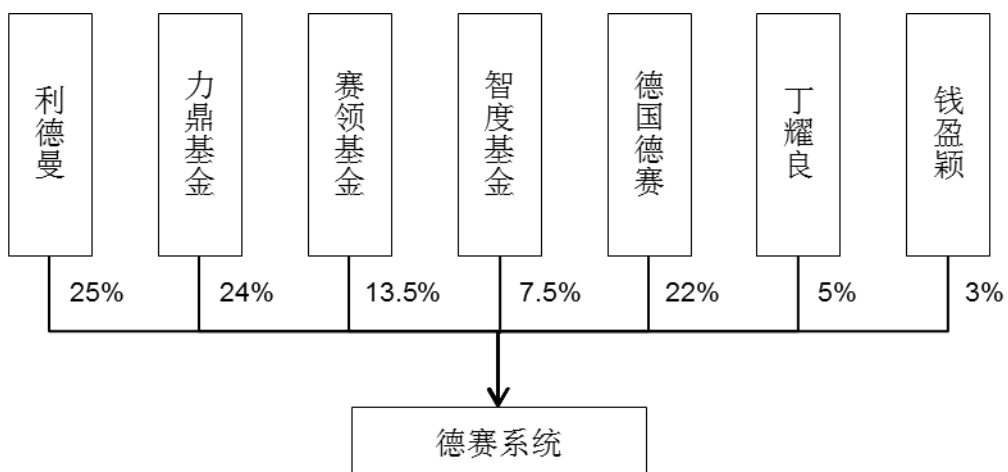 利德曼
力鼎基金
赛领基金
智度基金
德国德赛
丁耀良
钱盈颖
25%
24%
13.5%
7.5%
22%
5%
3%
德赛系统